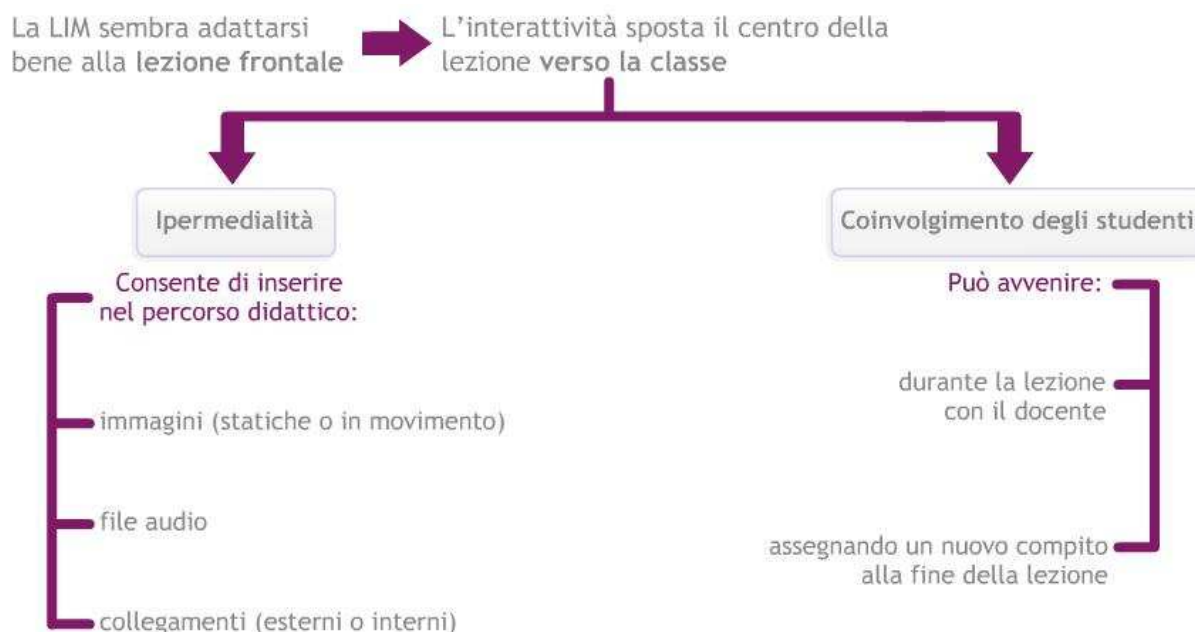 La LIM sembra adattarsi
bene alla lezione frontale
L'interattività sposta il centro della
lezione verso la classe
Ipermedialità
Consente di inserire
nel percorso didattico:
immagini (statiche o in movimento)
file audio
collegamenti (esterni o interni)
Coinvolgimento degli studenti
Può avvenire:
durante la lezione
con il docente
assegnando un nuovo compito
alla fine della lezione